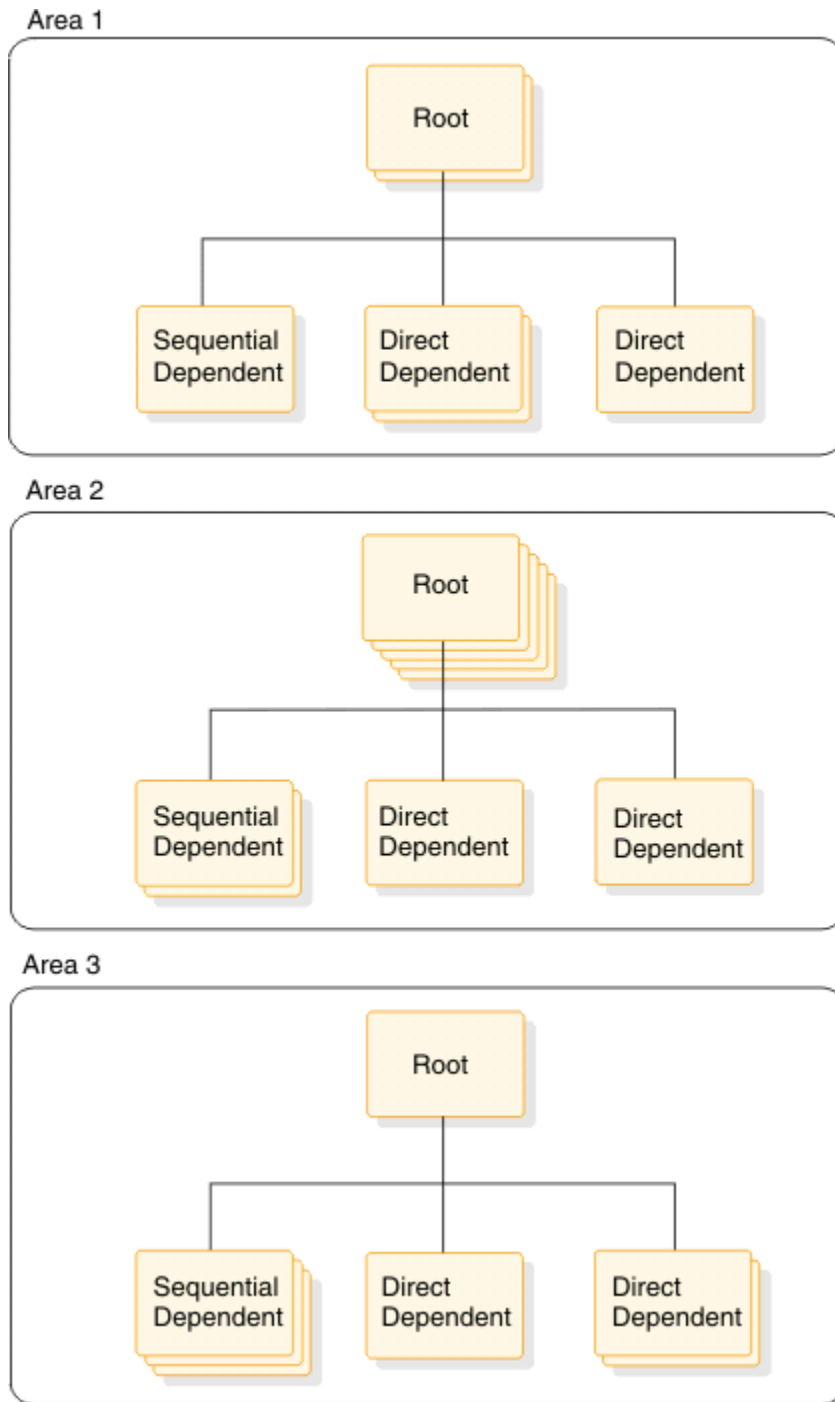 Area 1
Root
Sequential
Dependent
Direct
Dependent
Direct
Dependent
Area 2
Root
Sequential
Dependent
Direct
Dependent
Direct
Dependent
Area 3
Root
Sequential
Dependent
Direct
Dependent
Direct
Dependent